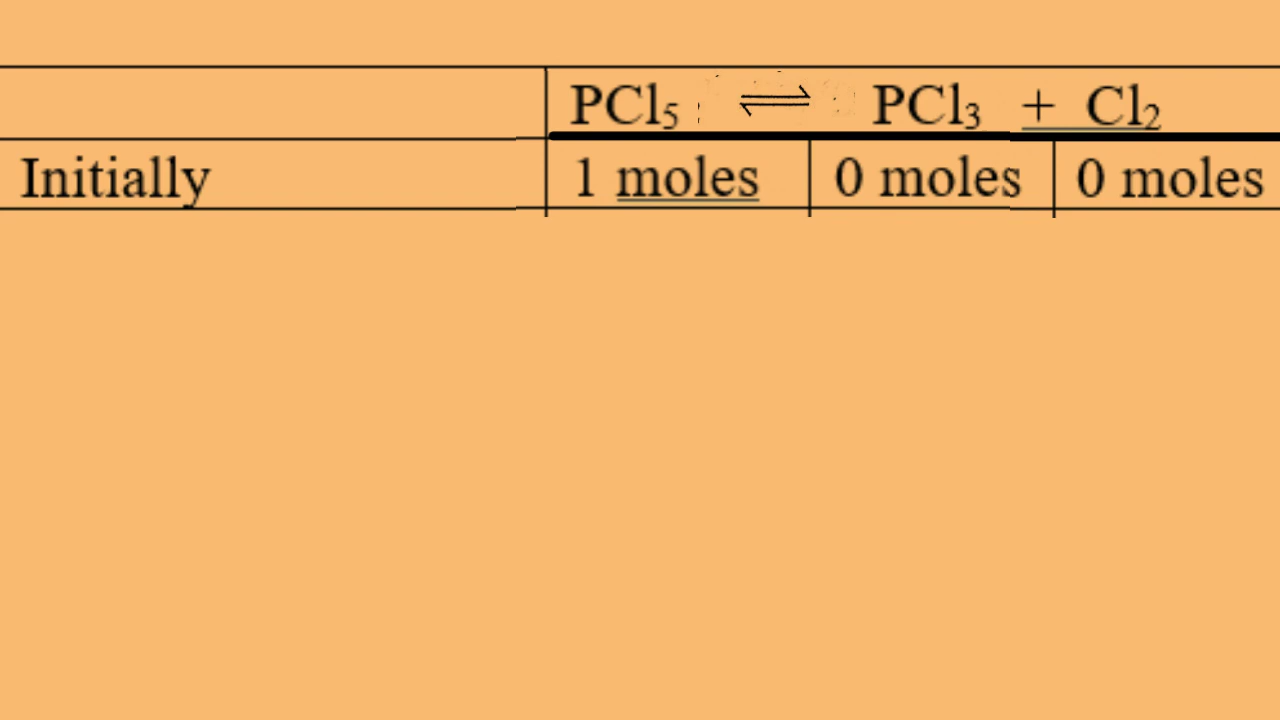 PCl₅ ⇌ PCl₃ + Cl₂
Initially 1 moles 0 moles 0 moles